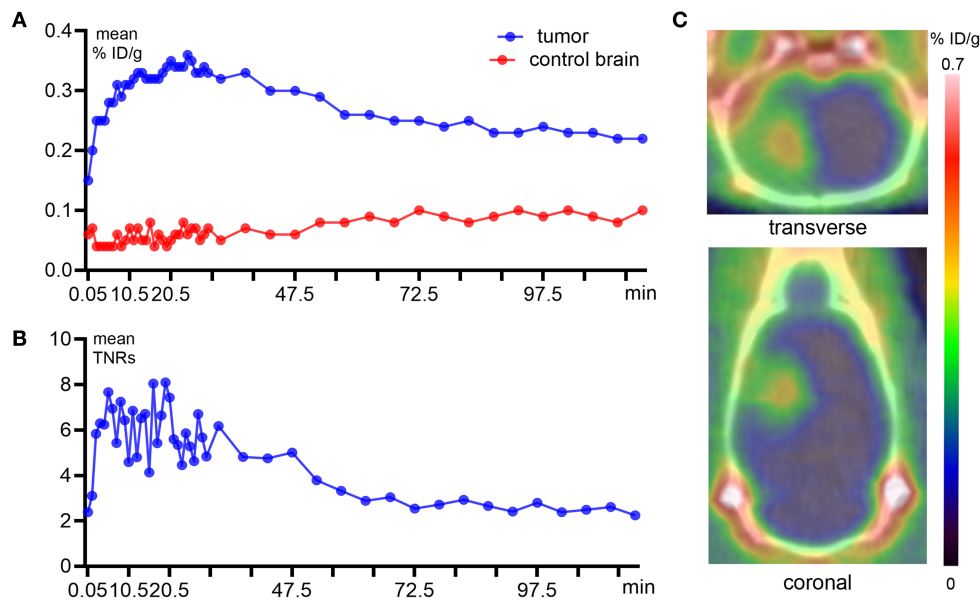 A
mean
% ID/g
0.4
0.3
0.2
0.1
0.0
tumor
control brain
0.05 10.5 20.5 47.5 72.5 97.5 min
B
mean
TNRs
10
8
6
4
2
0
0.05 10.5 20.5 47.5 72.5 97.5 min
C
% ID/g
0.7
transverse
coronal
0